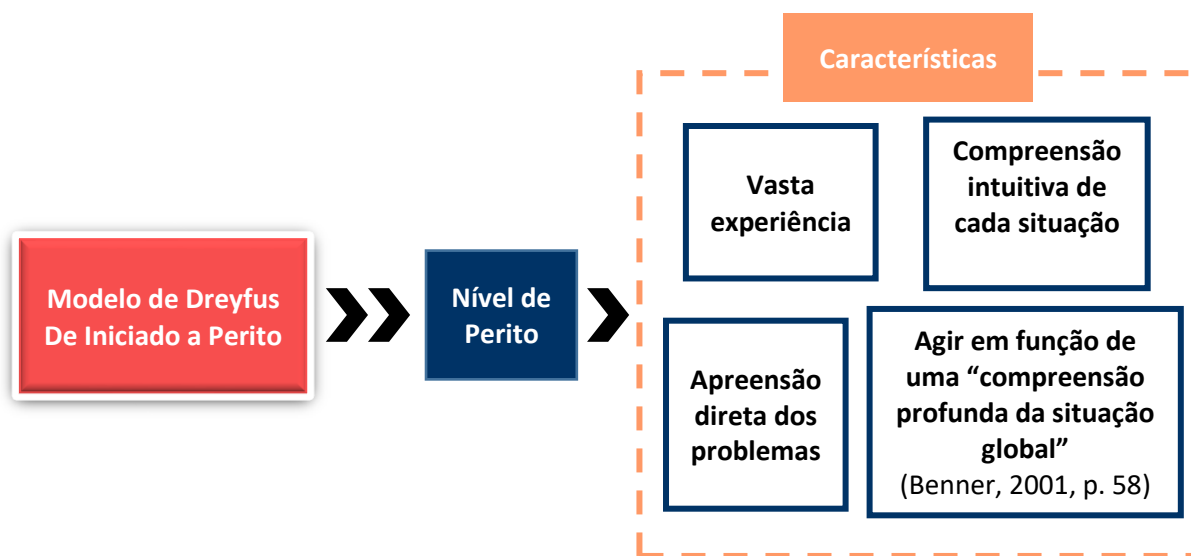 Modelo de Dreyfus
De Iniciado a Perito
Nível de
Perito
Características
Vasta
experiência
Compreensão
intuitiva de
cada situação
Apreensão
direta dos
problemas
Agir em função de
uma “compreensão
profunda da situação
global”
(Benner, 2001, p. 58)